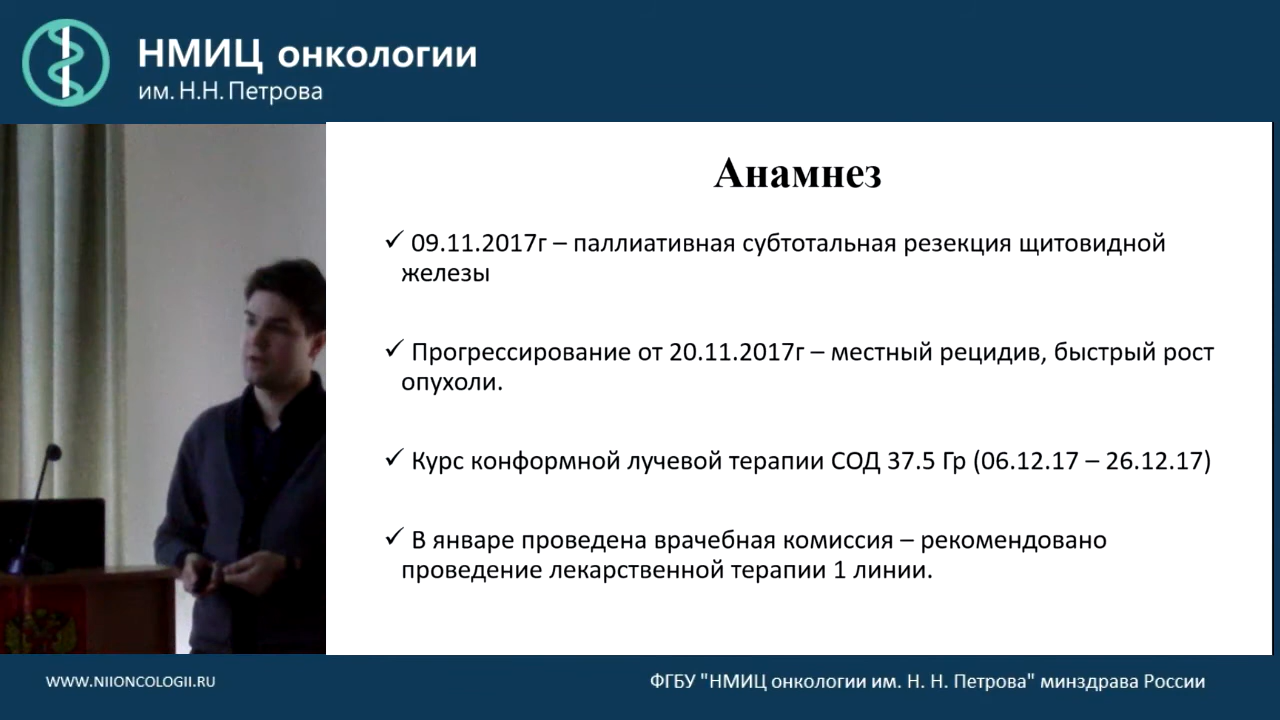 НМИЦ онкологии
им. Н.Н. Петрова
Анамнез
✓ 09.11.2017г – паллиативная субтотальная резекция щитовидной
железы
✓ Прогрессирование от 20.11.2017г – местный рецидив, быстрый рост
опухоли.
✓ Курс конформной лучевой терапии СОД 37.5 Гр (06.12.17 – 26.12.17)
✓ В январе проведена врачебная комиссия – рекомендовано
проведение лекарственной терапии 1 линии.
WWW.NIIONCOLOGII.RU
ФГБУ "НМИЦ онкологии им. Н. Н. Петрова" минздрава России